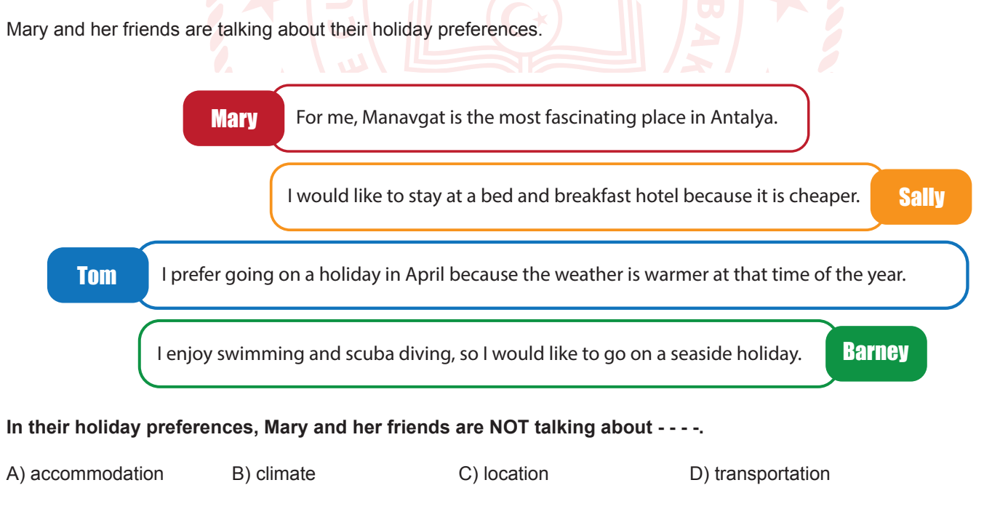 Mary and her friends are talking about their holiday preferences.
Mary
For me, Manavgat is the most fascinating place in Antalya.
I would like to stay at a bed and breakfast hotel because it is cheaper.
Sally
Tom
I prefer going on a holiday in April because the weather is warmer at that time of the year.
I enjoy swimming and scuba diving, so I would like to go on a seaside holiday.
Barney
In their holiday preferences, Mary and her friends are NOT talking about - - - -.
A) accommodation B) climate C) location D) transportation